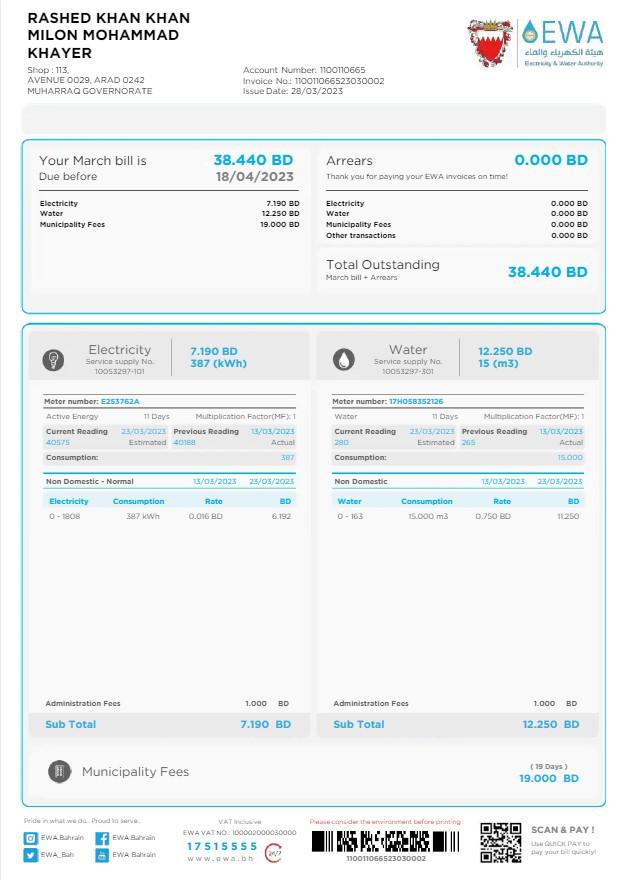 RASHED KHAN KHAN
MILON MOHAMMAD
KHAYER
Shop : 113,
AVENUE 0029, ARAD 0242
MUHARRAQ GOVERNORATE
Account Number: 1100110665
Invoice No.: 110011066523030002
Issue Date: 28/03/2023
EWA
هيئة الكهرباء والماء
Electricity & Water Authority
Your March bill is 38.440 BD
Due before 18/04/2023
Electricity 7.190 BD
Water 12.250 BD
Municipality Fees 19.000 BD
Arrears 0.000 BD
Thank you for paying your EWA invoices on time!
Electricity 0.000 BD
Water 0.000 BD
Municipality Fees 0.000 BD
Other transactions 0.000 BD
Total Outstanding 38.440 BD
March bill + Arrears
Electricity
Service supply No.
10053297-101
7.190 BD
387 (kWh)
Meter number: E253762A
Active Energy 11 Days Multiplication Factor(MF): 1
Current Reading 23/03/2023 Previous Reading 13/03/2023
40575 Estimated 40188 Actual
Consumption: 387
Non Domestic - Normal 13/03/2023 23/03/2023
Electricity Consumption Rate BD
0 - 1808 387 kWh 0.016 BD 6.192
Administration Fees 1.000 BD
Sub Total 7.190 BD
Water
Service supply No.
10053297-301
12.250 BD
15 (m3)
Meter number: 17H058352126
Water 11 Days Multiplication Factor(MF): 1
Current Reading 23/03/2023 Previous Reading 13/03/2023
280 Estimated 265 Actual
Consumption: 15.000
Non Domestic 13/03/2023 23/03/2023
Water Consumption Rate BD
0 - 163 15.000 m3 0.750 BD 11.250
Administration Fees 1.000 BD
Sub Total 12.250 BD
Municipality Fees
( 19 Days )
19.000 BD
Pride in what we do.. Proud to serve..
EWA.Bahrain EWA.Bahrain
EWA_Bah EWA Bahrain
VAT Inclusive
EWA VAT NO.: 100002000030000
17515555
www.ewa.bh
24/7
Please consider the environment before printing
110011066523030002
SCAN & PAY !
Use QUICK PAY to
pay your bill quickly!